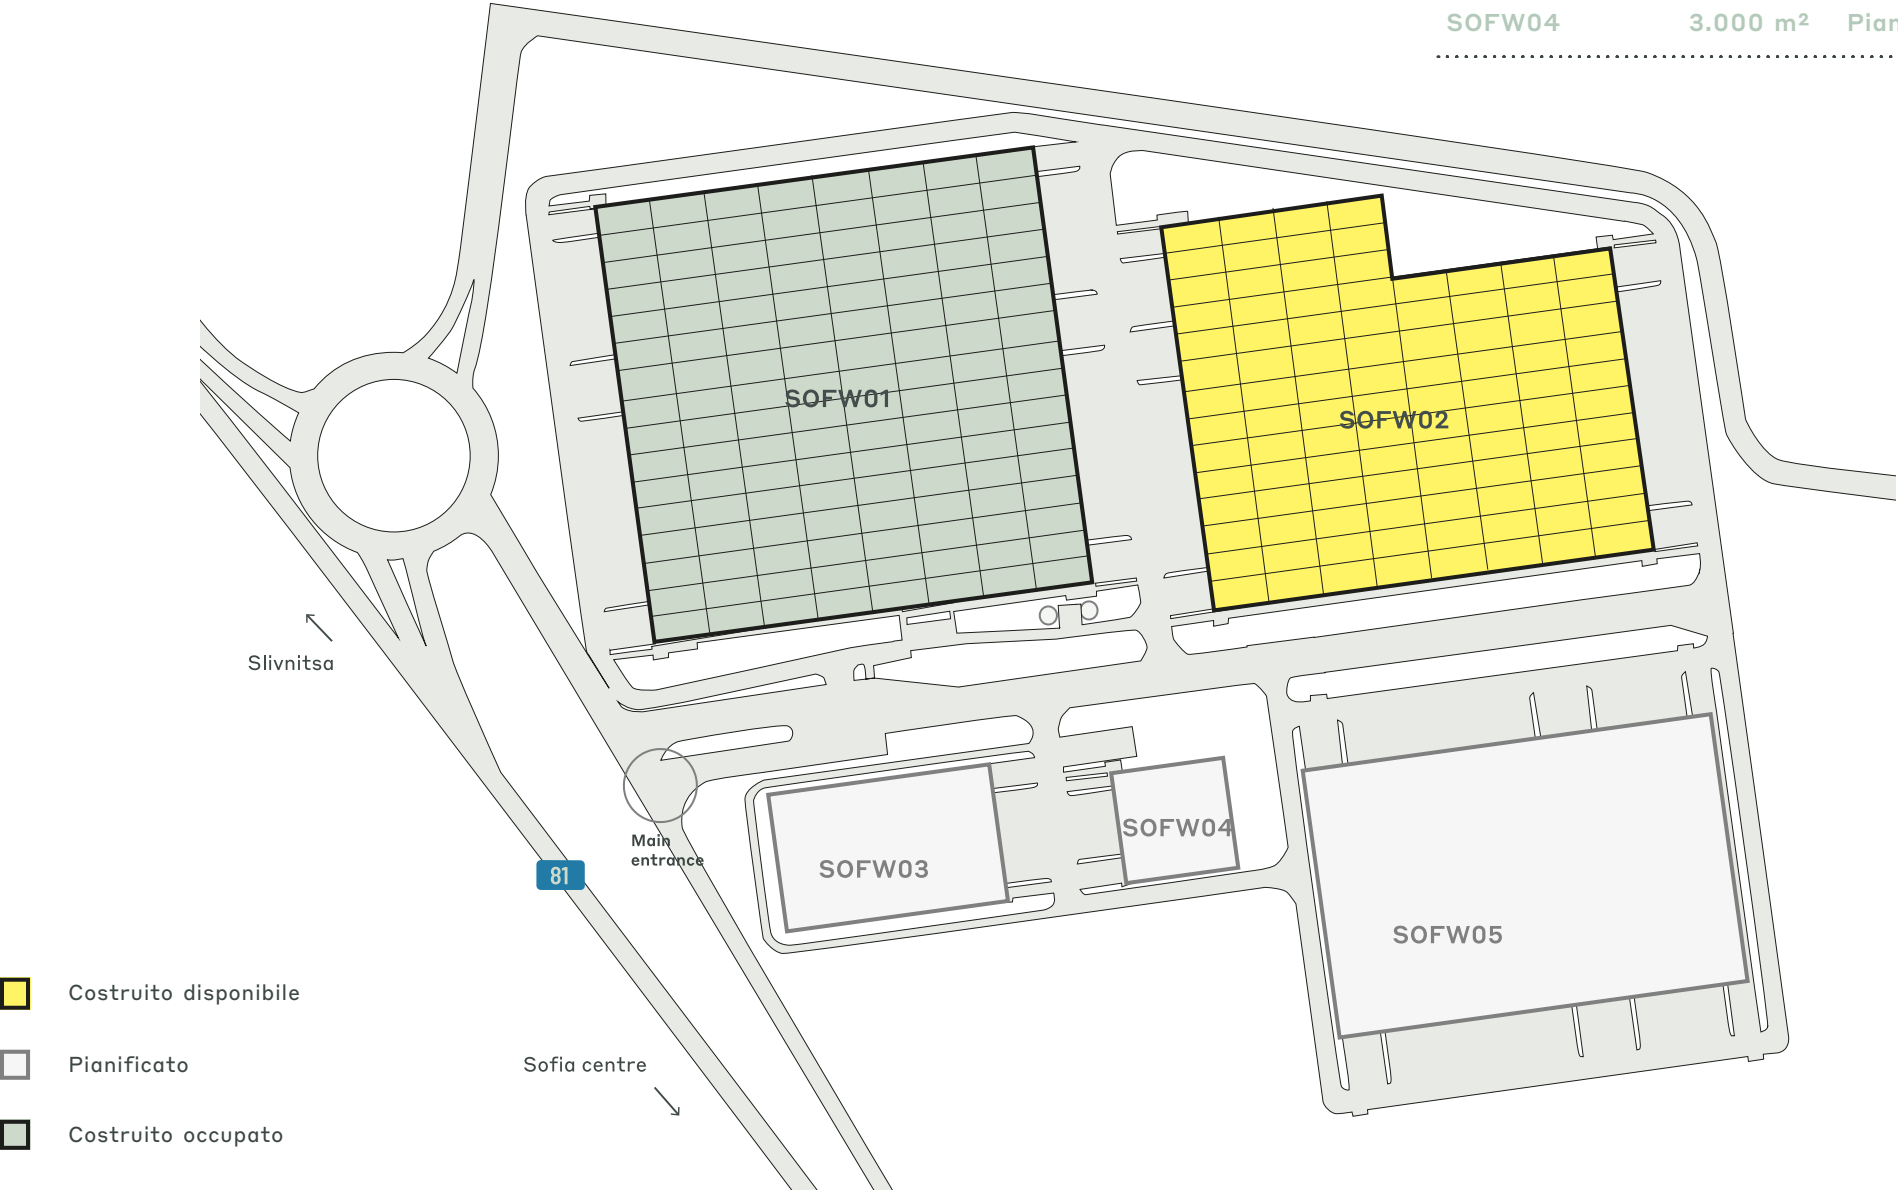 SOFW04 3.000 m²
SOFW01
SOFW02
Slivnitsa
SOFW04
Main
entrance
SOFW03
81
SOFW05
Costruito disponibile
Pianificato
Sofia centre
Costruito occupato